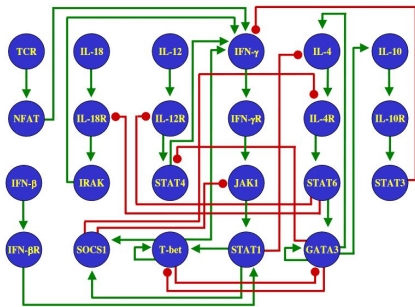 TCR IL-18 IL-12 IFN-γ IL-4 IL-10
NFAT IL-18R IL-12R IFN-γR IL-4R IL-10R
IFN-β IRAK STAT4 JAK1 STAT6 STAT3
IFN-βR SOCS1 T-bet STAT1 GATA3